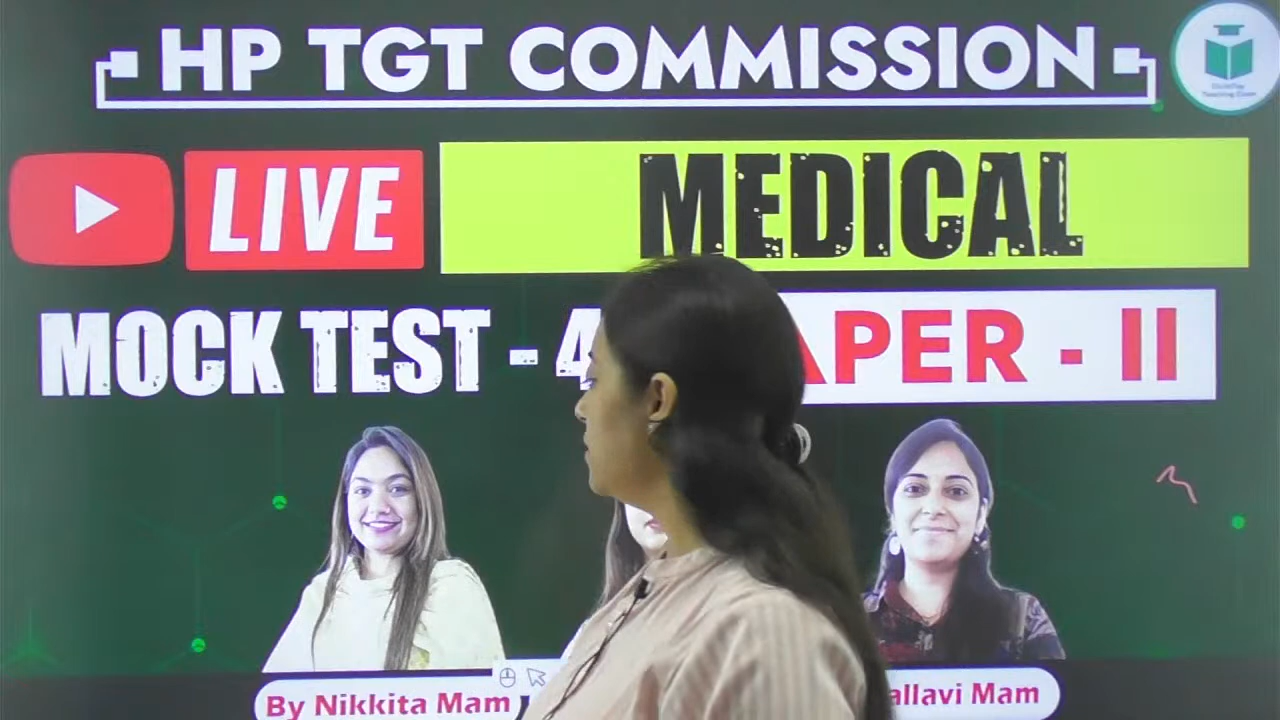 HP TGT COMMISSION
LIVE
MEDICAL
MOCK TEST - 4
APER - II
By Nikkita Mam
allavi Mam